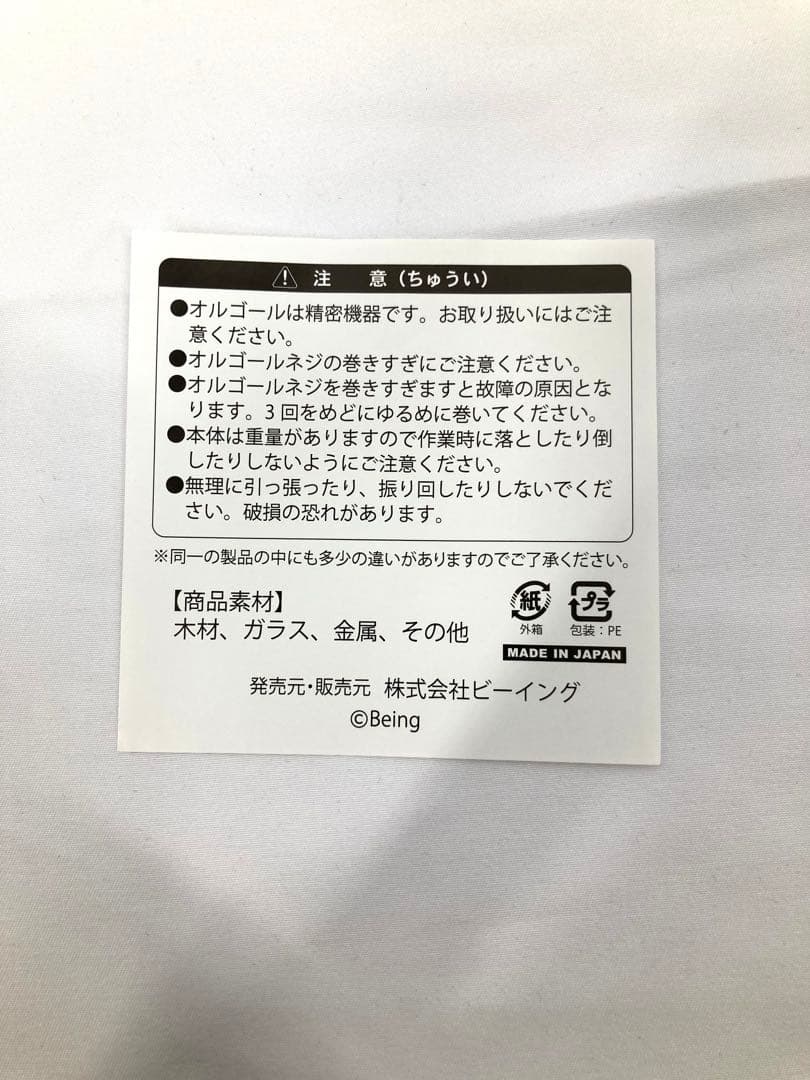 注 意（ちゅうい）
●オルゴールは精密機器です。お取り扱いにはご注
意ください。
●オルゴールネジの巻きすぎにご注意ください。
●オルゴールネジを巻きすぎますと故障の原因とな
ります。3回をめどにゆるめに巻いてください。
●本体は重量がありますので作業時に落としたり倒
したりしないようにご注意ください。
●無理に引っ張ったり、振り回したりしないでくだ
さい。破損の恐れがあります。
※同一の製品の中にも多少の違いがありますのでご了承ください。
【商品素材】
木材、ガラス、金属、その他
紙
外箱
プラ
包装：PE
MADE IN JAPAN
発売元・販売元 株式会社ビーイング
©Being